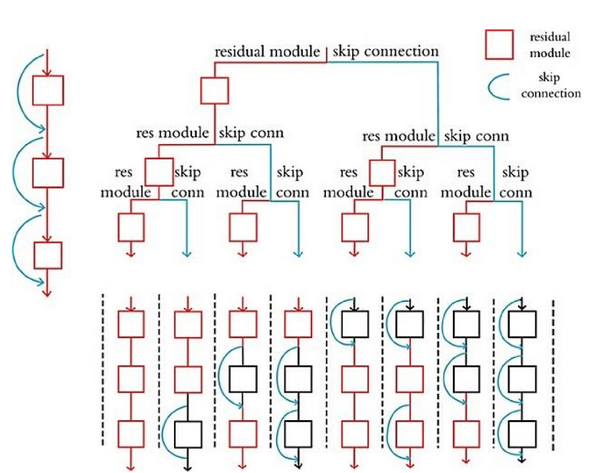 residual module skip connection
residual
module
skip
connection
res module skip conn
res module skip conn
res
module
skip
conn
res
module
skip
conn
res
module
skip
conn
res
module
skip
conn